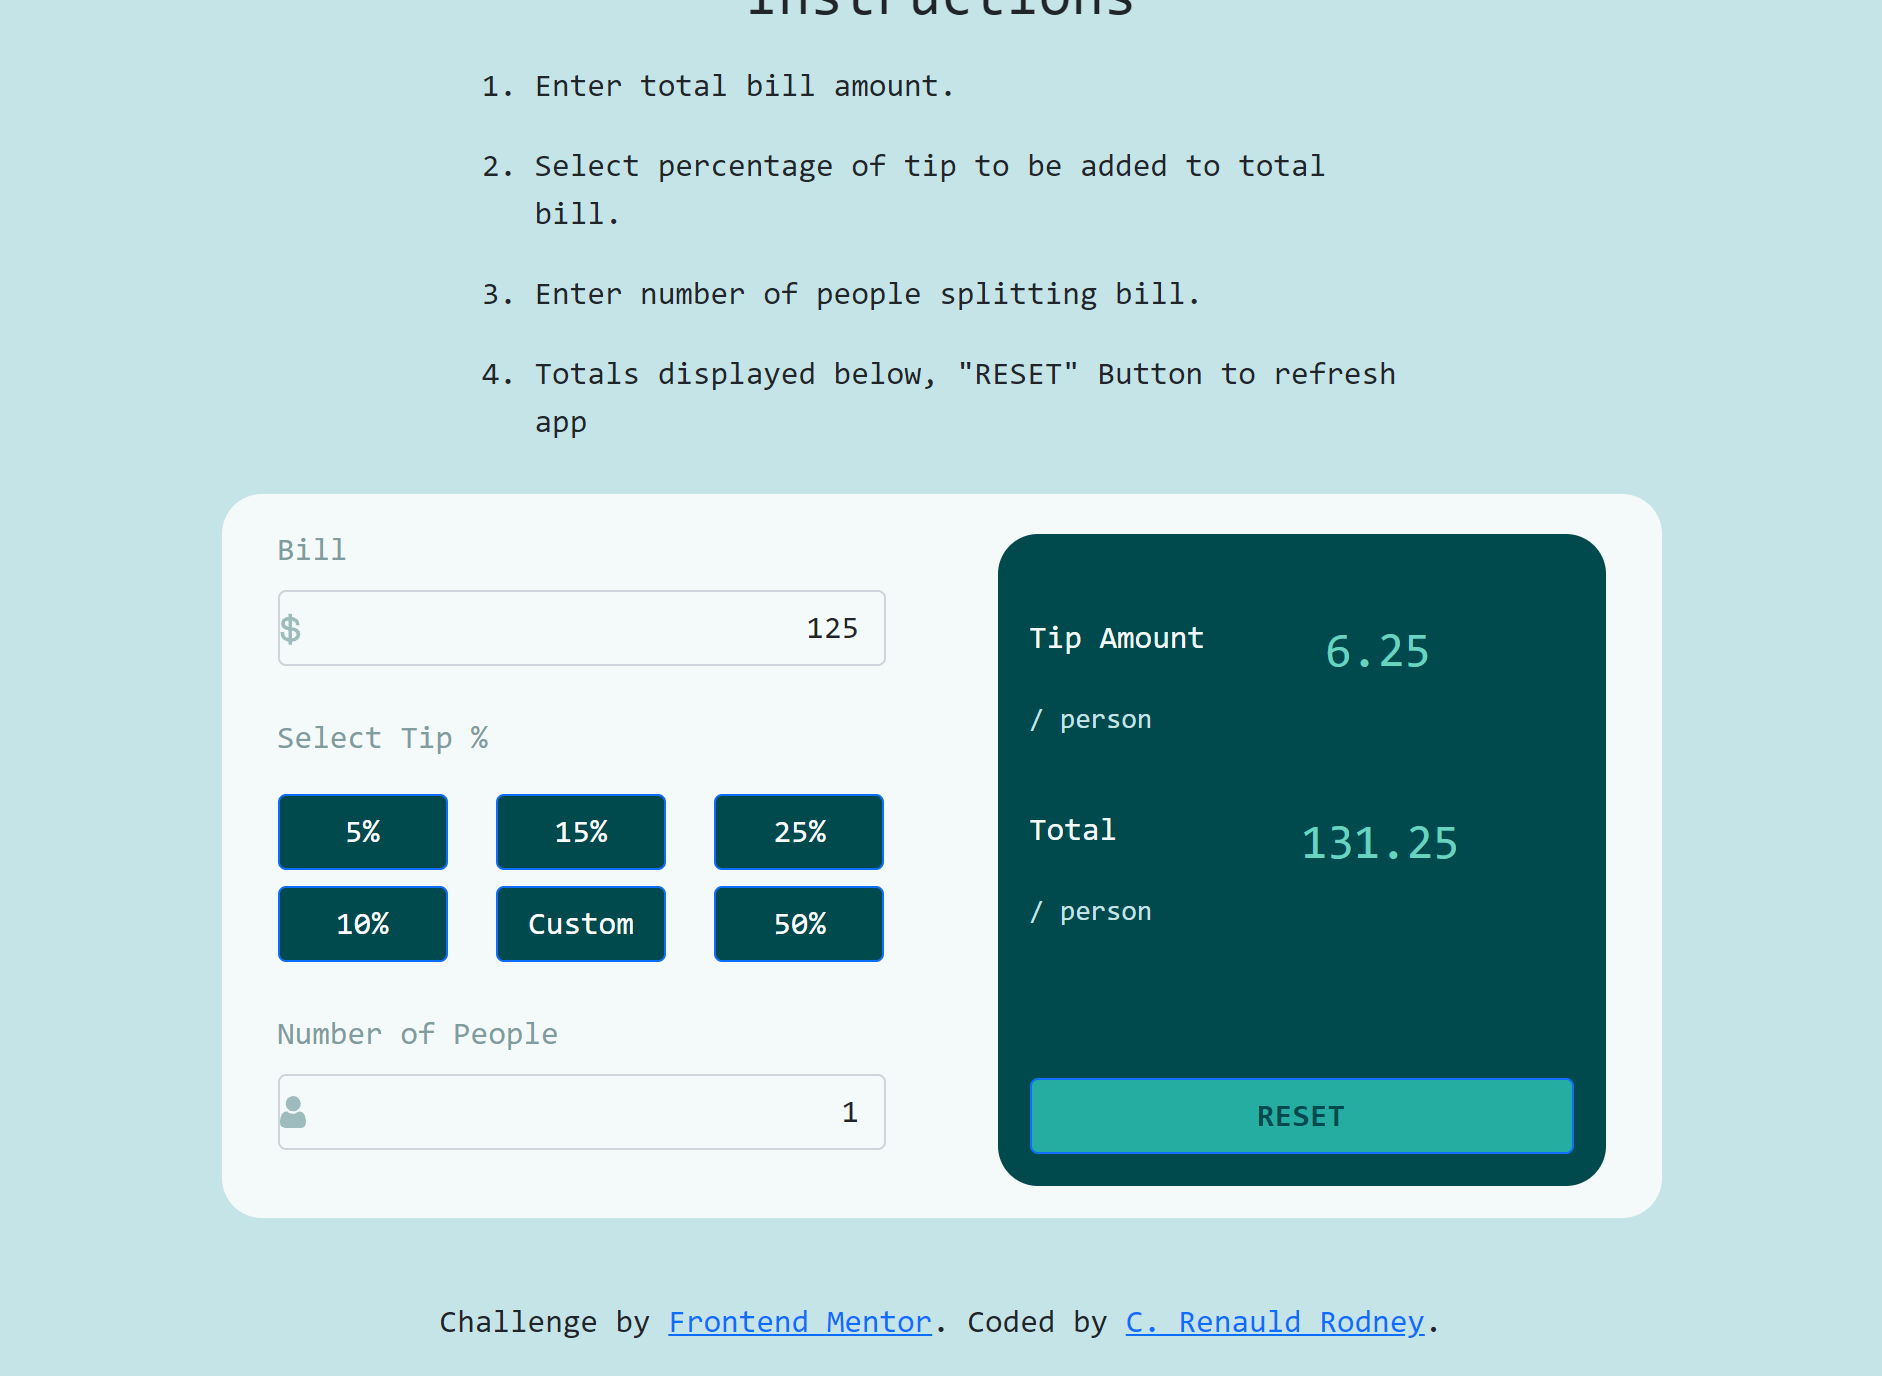 Instructions
1. Enter total bill amount.
2. Select percentage of tip to be added to total
bill.
3. Enter number of people splitting bill.
4. Totals displayed below, "RESET" Button to refresh
app
Bill
$ 125
Select Tip %
5% 15% 25%
10% Custom 50%
Number of People
1
Tip Amount 6.25
/ person
Total 131.25
/ person
RESET
Challenge by Frontend Mentor. Coded by C. Renauld Rodney.